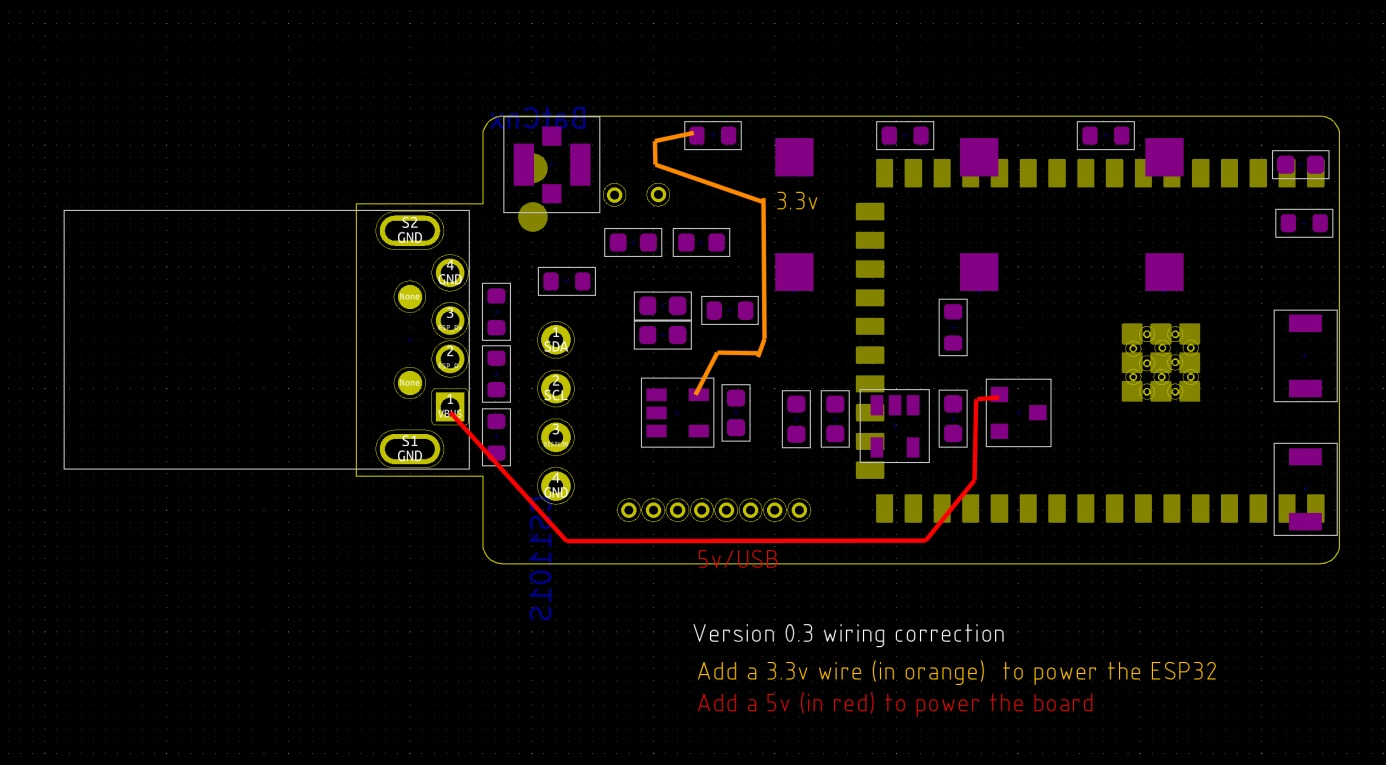 BatCnx
S2
GND
4
GND
None
3
2
None
1
VBUS
S1
GND
1
SDA
2
SCL
3
4
GND
3.3v
5v/USB
Version 0.3 wiring correction
Add a 3.3v wire (in orange) to power the ESP32
Add a 5v (in red) to power the board